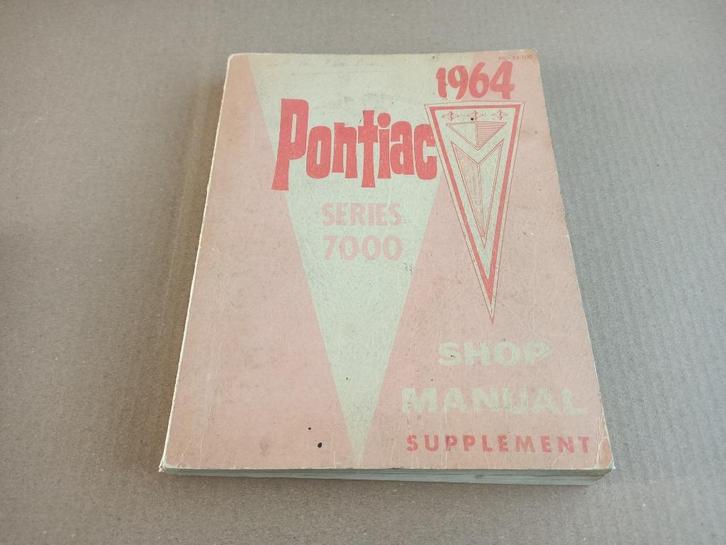 1964
Pontiac
SERIES
7000
SHOP
MANUAL
SUPPLEMENT